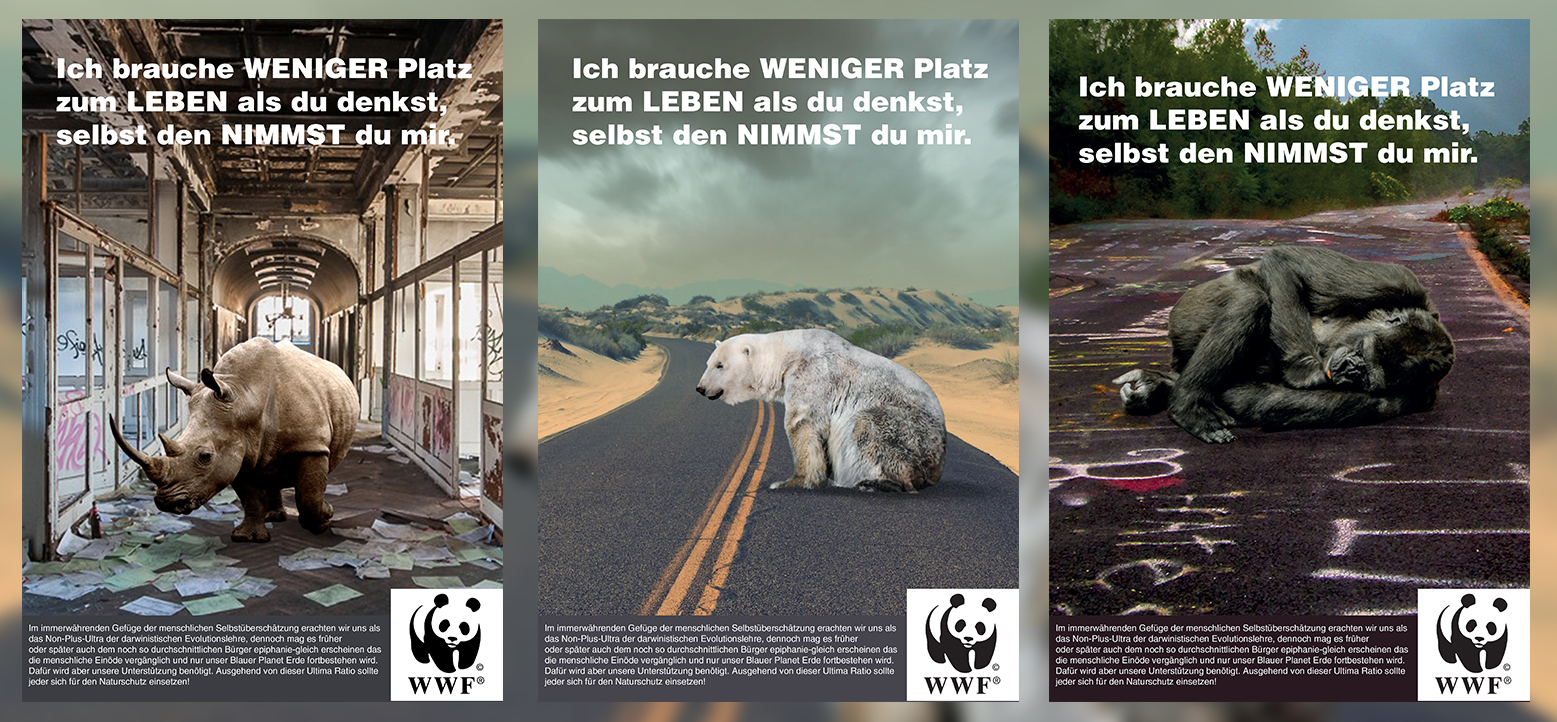 Ich brauche WENIGER Platz
zum LEBEN als du denkst,
selbst den NIMMST du mir.
Im immerwährenden Gefüge der menschlichen Selbstüberschätzung erachten wir uns als
das Non-Plus-Ultra der darwinistischen Evolutionslehre, dennoch mag es früher
oder später auch dem noch so durchschnittlichen Bürger epiphanie-gleich erscheinen das
die menschliche Einöde vergänglich und nur unser Blauer Planet Erde fortbestehen wird.
Dafür wird aber unsere Unterstützung benötigt. Ausgehend von dieser Ultima Ratio sollte
jeder sich für den Naturschutz einsetzen!
©
WWF®
Ich brauche WENIGER Platz
zum LEBEN als du denkst,
selbst den NIMMST du mir.
Im immerwährenden Gefüge der menschlichen Selbstüberschätzung erachten wir uns als
das Non-Plus-Ultra der darwinistischen Evolutionslehre, dennoch mag es früher
oder später auch dem noch so durchschnittlichen Bürger epiphanie-gleich erscheinen das
die menschliche Einöde vergänglich und nur unser Blauer Planet Erde fortbestehen wird.
Dafür wird aber unsere Unterstützung benötigt. Ausgehend von dieser Ultima Ratio sollte
jeder sich für den Naturschutz einsetzen!
©
WWF®
Ich brauche WENIGER Platz
zum LEBEN als du denkst,
selbst den NIMMST du mir.
Im immerwährenden Gefüge der menschlichen Selbstüberschätzung erachten wir uns als
das Non-Plus-Ultra der darwinistischen Evolutionslehre, dennoch mag es früher
oder später auch dem noch so durchschnittlichen Bürger epiphanie-gleich erscheinen das
die menschliche Einöde vergänglich und nur unser Blauer Planet Erde fortbestehen wird.
Dafür wird aber unsere Unterstützung benötigt. Ausgehend von dieser Ultima Ratio sollte
jeder sich für den Naturschutz einsetzen!
©
WWF®